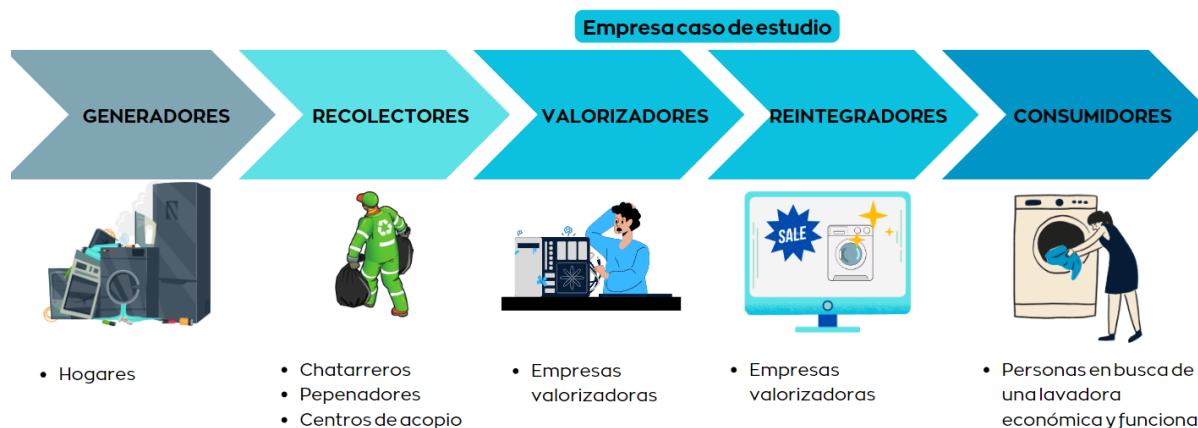 Empresa caso de estudio
GENERADORES
RECOLECTORES
VALORIZADORES
REINTEGRADORES
CONSUMIDORES
SALE
• Hogares
• Chatarreros
• Pepenadores
• Centros de acopio
• Empresas
valorizadoras
• Empresas
valorizadoras
• Personas en busca de
una lavadora
económica y funciona